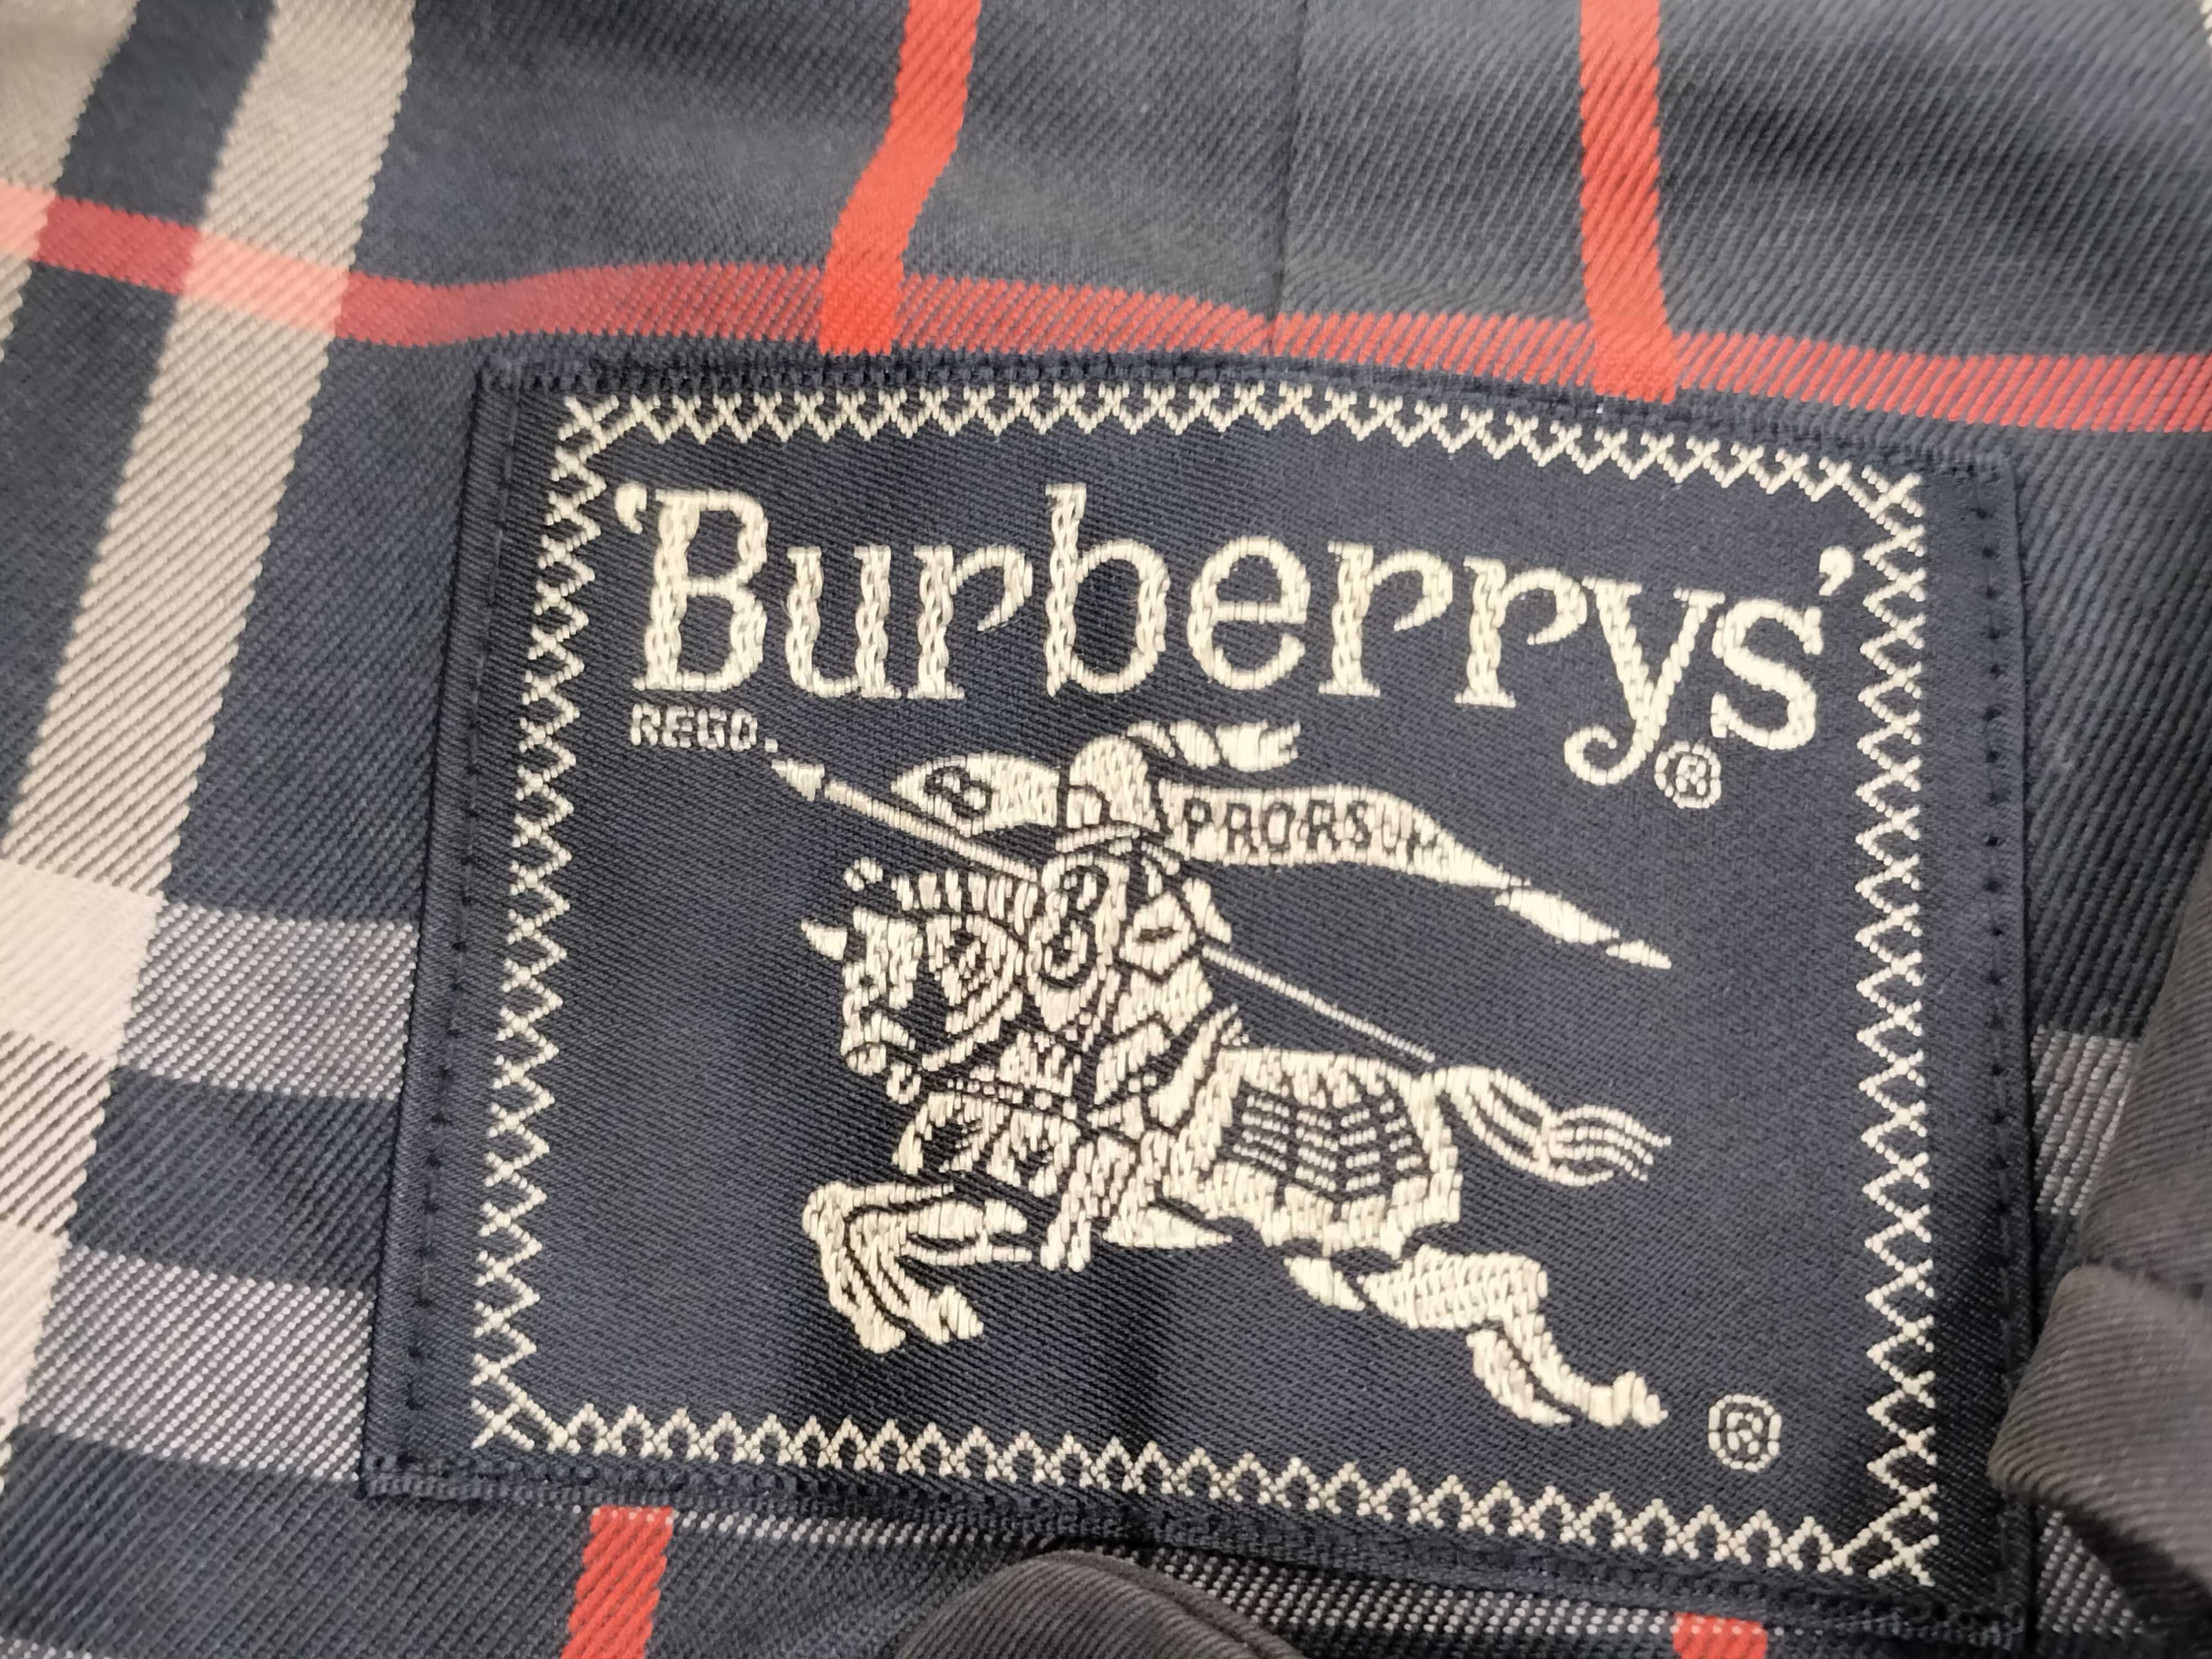 'Burberrys'®
REGD.
B PRORSUM
B
®